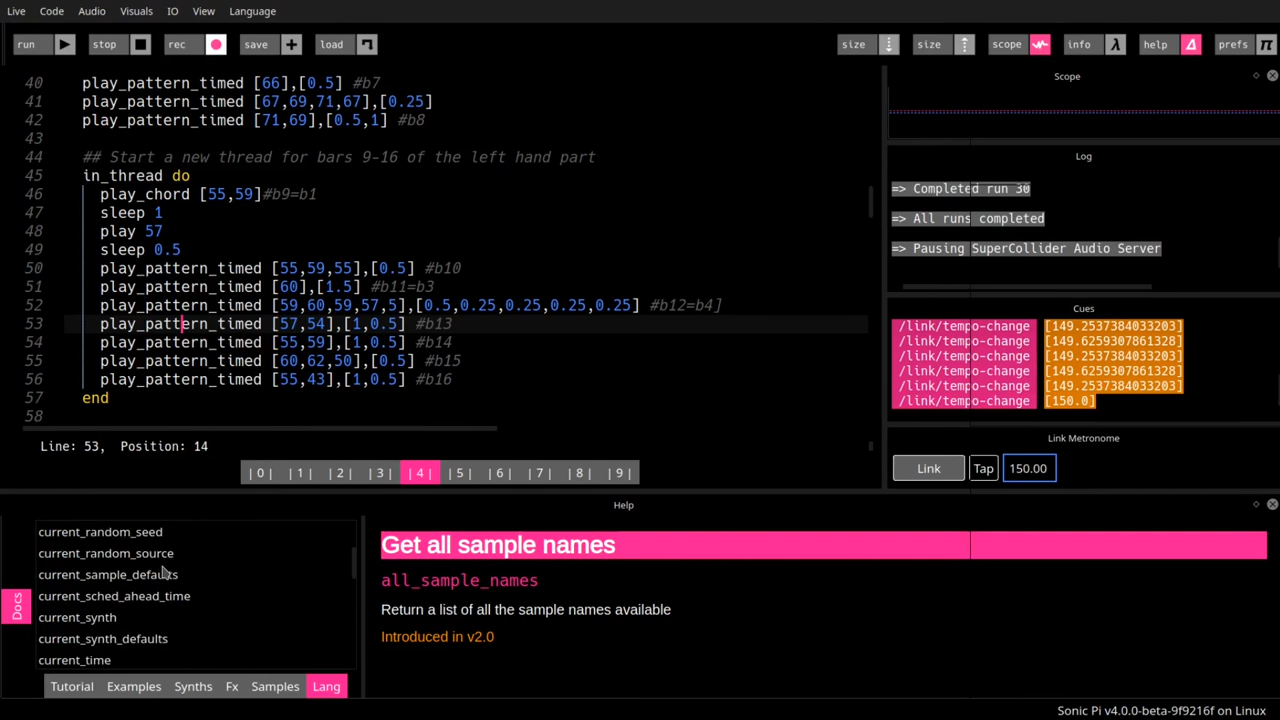 Live Code Audio Visuals IO View Language
run stop rec save load size size scope info help prefs
40 play_pattern_timed [66],[0.5] #b7
41 play_pattern_timed [67,69,71,67],[0.25]
42 play_pattern_timed [71,69],[0.5,1] #b8
43
44 ## Start a new thread for bars 9-16 of the left hand part
45 in_thread do
46 play_chord [55,59]#b9=b1
47 sleep 1
48 play 57
49 sleep 0.5
50 play_pattern_timed [55,59,55],[0.5] #b10
51 play_pattern_timed [60],[1.5] #b11=b3
52 play_pattern_timed [59,60,59,57,5],[0.5,0.25,0.25,0.25,0.25] #b12=b4]
53 play_pattern_timed [57,54],[1,0.5] #b13
54 play_pattern_timed [55,59],[1,0.5] #b14
55 play_pattern_timed [60,62,50],[0.5] #b15
56 play_pattern_timed [55,43],[1,0.5] #b16
57 end
58
Line: 53, Position: 14
|0| |1| |2| |3| |4| |5| |6| |7| |8| |9|
Scope
Log
=> Completed run 30
=> All runs completed
=> Pausing SuperCollider Audio Server
Cues
/link/tempo-change [149.2537384033203]
/link/tempo-change [149.6259307861328]
/link/tempo-change [149.2537384033203]
/link/tempo-change [149.6259307861328]
/link/tempo-change [149.2537384033203]
/link/tempo-change [150.0]
Link Metronome
Link Tap 150.00
Help
Docs
current_random_seed
current_random_source
current_sample_defaults
current_sched_ahead_time
current_synth
current_synth_defaults
current_time
Tutorial Examples Synths Fx Samples Lang
Get all sample names
all_sample_names
Return a list of all the sample names available
Introduced in v2.0
Sonic Pi v4.0.0-beta-9f9216f on Linux